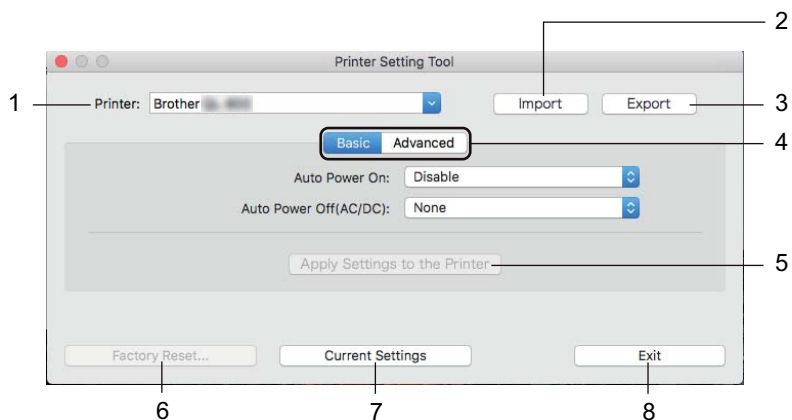 2
Printer Setting Tool
1 Printer: Brother Import Export 3
Basic Advanced 4
Auto Power On: Disable
Auto Power Off(AC/DC): None
Apply Settings to the Printer 5
Factory Reset... Current Settings Exit
6 7 8